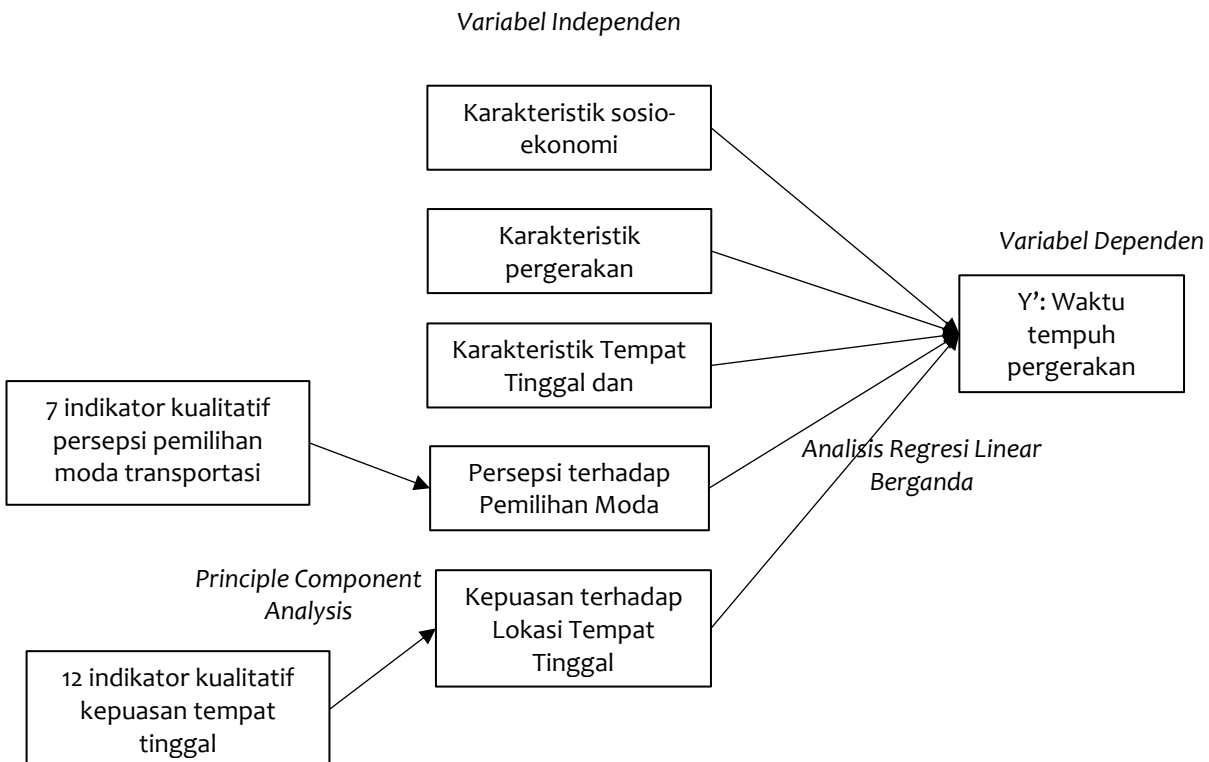 Variabel Independen
Karakteristik sosio-
ekonomi
Karakteristik
pergerakan
Variabel Dependen
Y’: Waktu
tempuh
pergerakan
Karakteristik Tempat
Tinggal dan
7 indikator kualitatif
persepsi pemilihan
moda transportasi
Persepsi terhadap
Pemilihan Moda
Analisis Regresi Linear
Berganda
Principle Component
Analysis
Kepuasan terhadap
Lokasi Tempat
Tinggal
12 indikator kualitatif
kepuasan tempat
tinggal